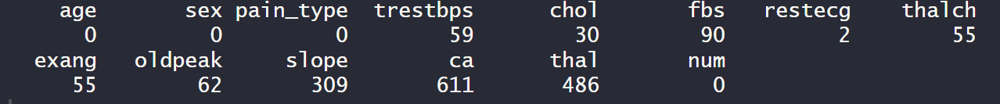 age sex pain_type trestbps chol fbs restecg thalch
0 0 0 59 30 90 2 55
exang oldpeak slope ca thal num
55 62 309 611 486 0